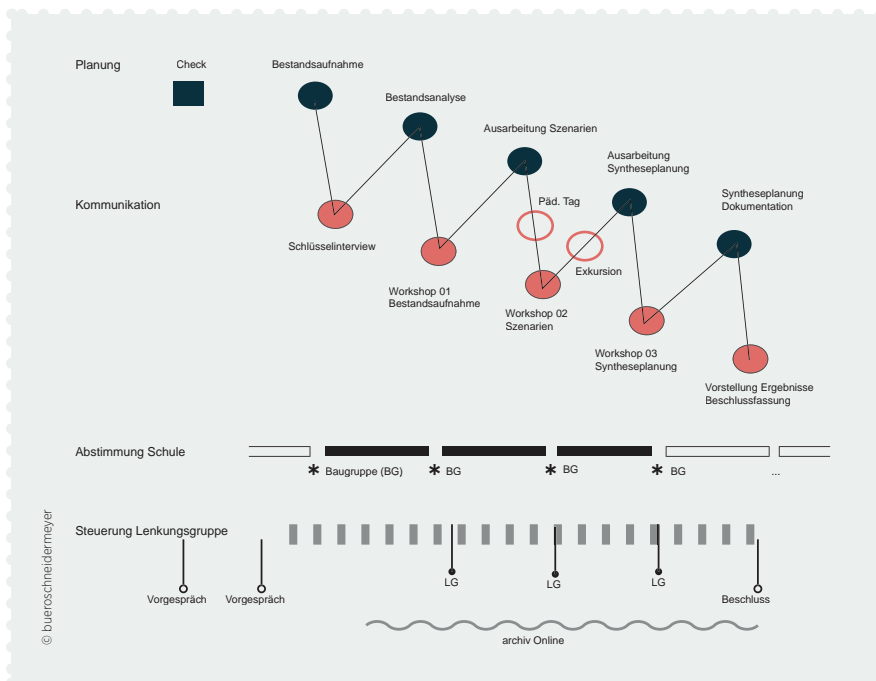 Planung
Check
Bestandsaufnahme
Bestandsanalyse
Ausarbeitung Szenarien
Ausarbeitung
Syntheseplanung
Syntheseplanung
Dokumentation
Kommunikation
Päd. Tag
Schlüsselinterview
Exkursion
Workshop 01
Bestandsaufnahme
Workshop 02
Szenarien
Workshop 03
Syntheseplanung
Vorstellung Ergebnisse
Beschlussfassung
Abstimmung Schule
* Baugruppe (BG)
* BG
* BG
* BG
...
Steuerung Lenkungsgruppe
LG
LG
LG
Vorgespräch
Vorgespräch
Beschluss
archiv Online
© bueroschneidermeyer